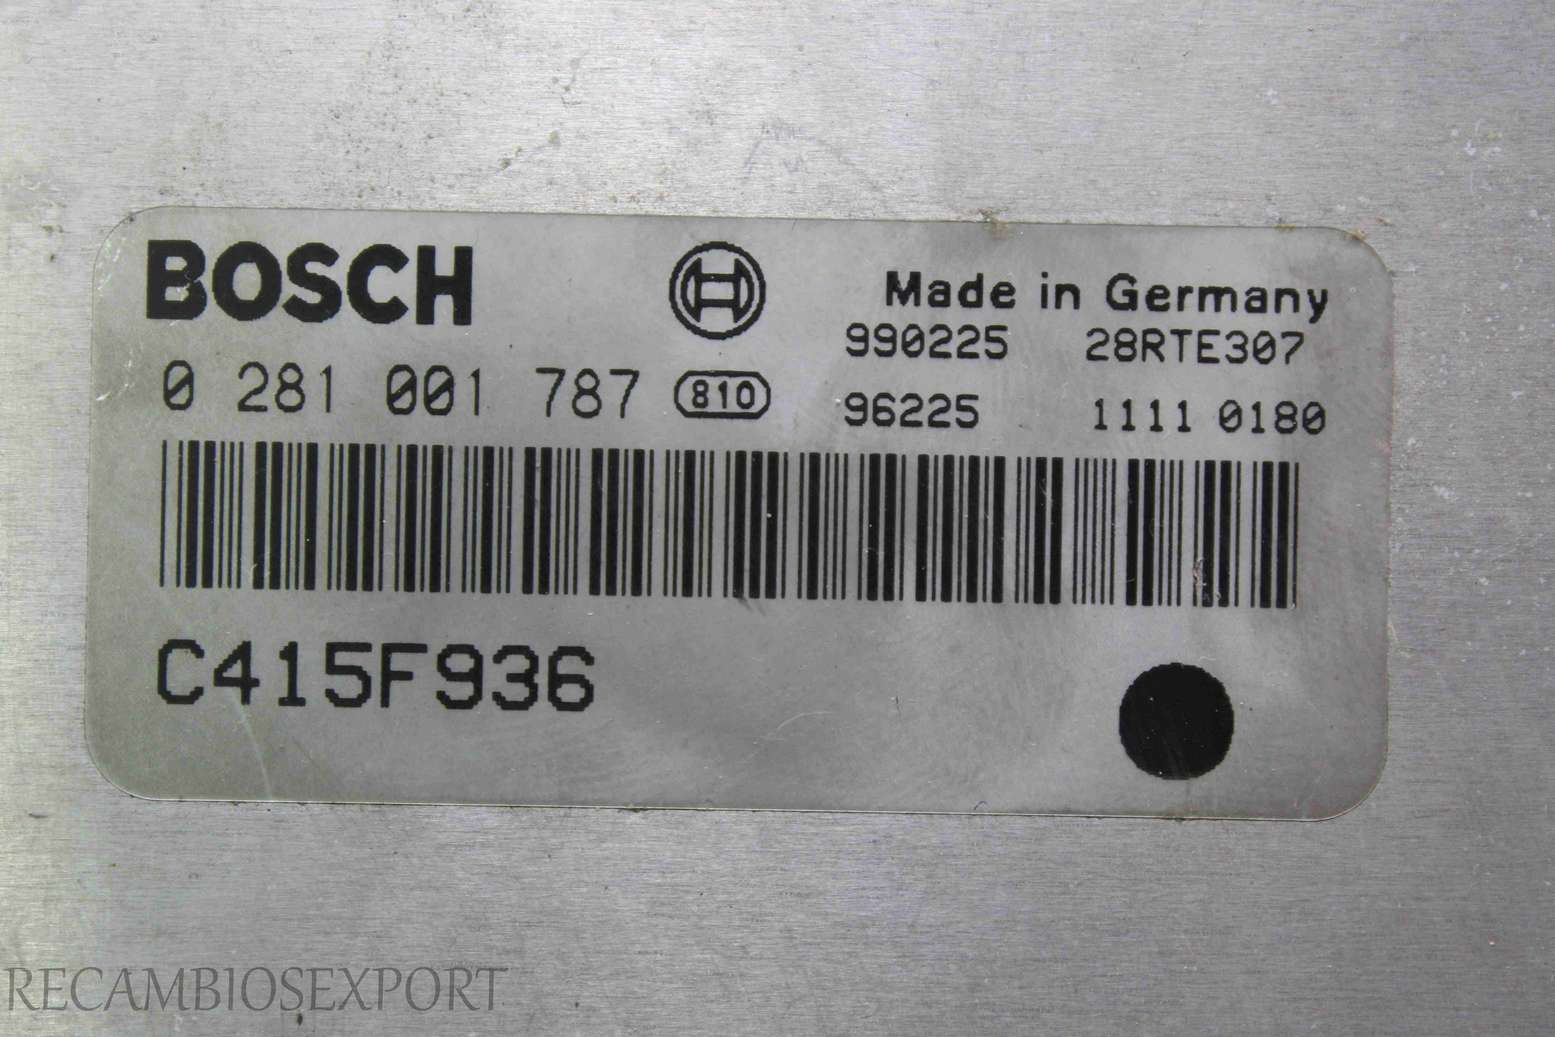 BOSCH
Made in Germany
990225 28RTE307
0 281 001 787 810
96225 1111 0180
C415F936
RECAMBIOSEXPORT